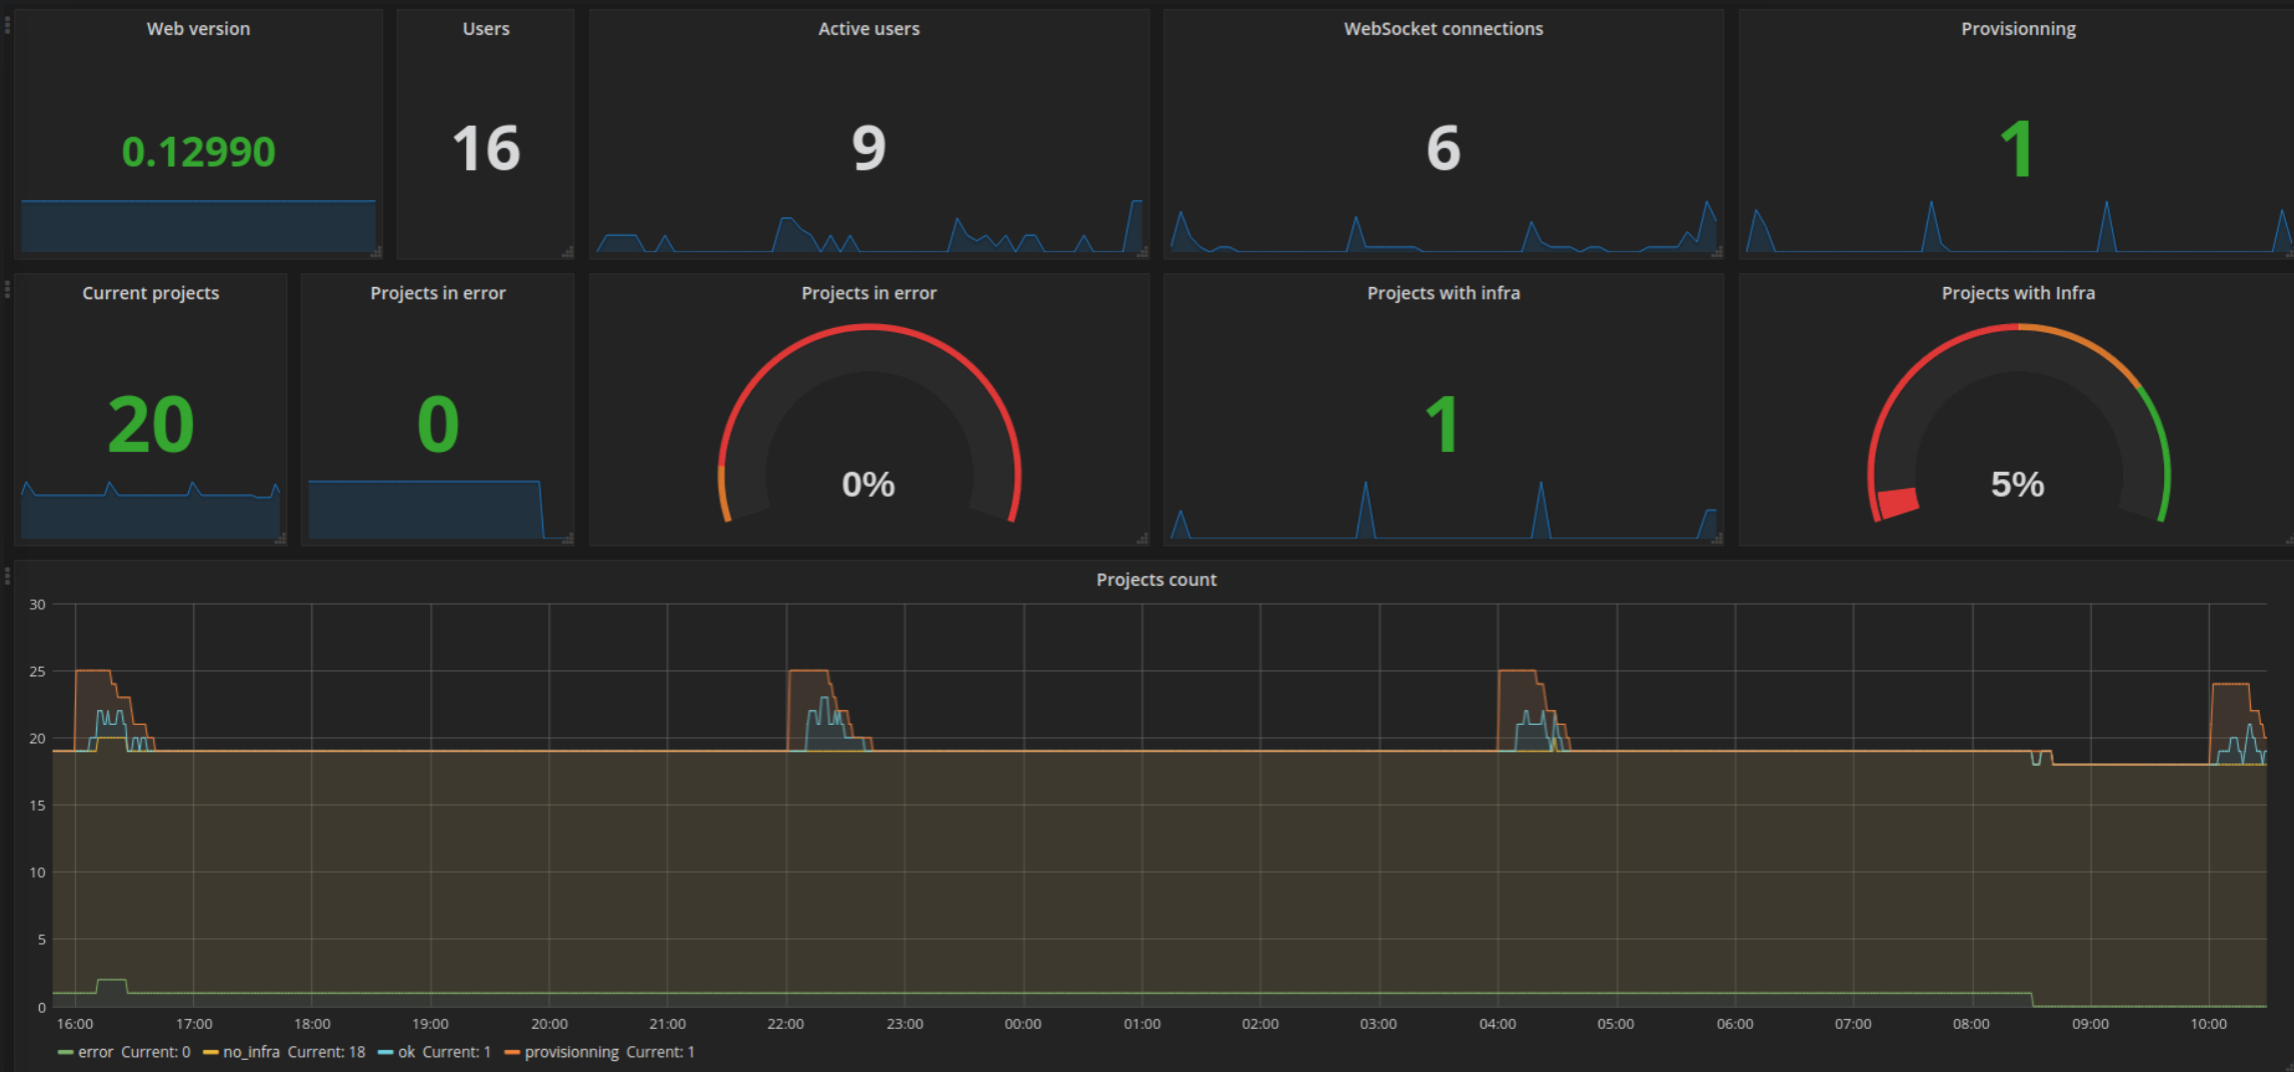 Web version
Users
Active users
WebSocket connections
Provisionning
0.12990
16
9
6
1
Current projects
Projects in error
Projects in error
Projects with infra
Projects with Infra
20
0
0%
1
5%
Projects count
30
25
20
15
10
5
0
16:00 17:00 18:00 19:00 20:00 21:00 22:00 23:00 00:00 01:00 02:00 03:00 04:00 05:00 06:00 07:00 08:00 09:00 10:00
error Current: 0 no_infra Current: 18 ok Current: 1 provisionning Current: 1